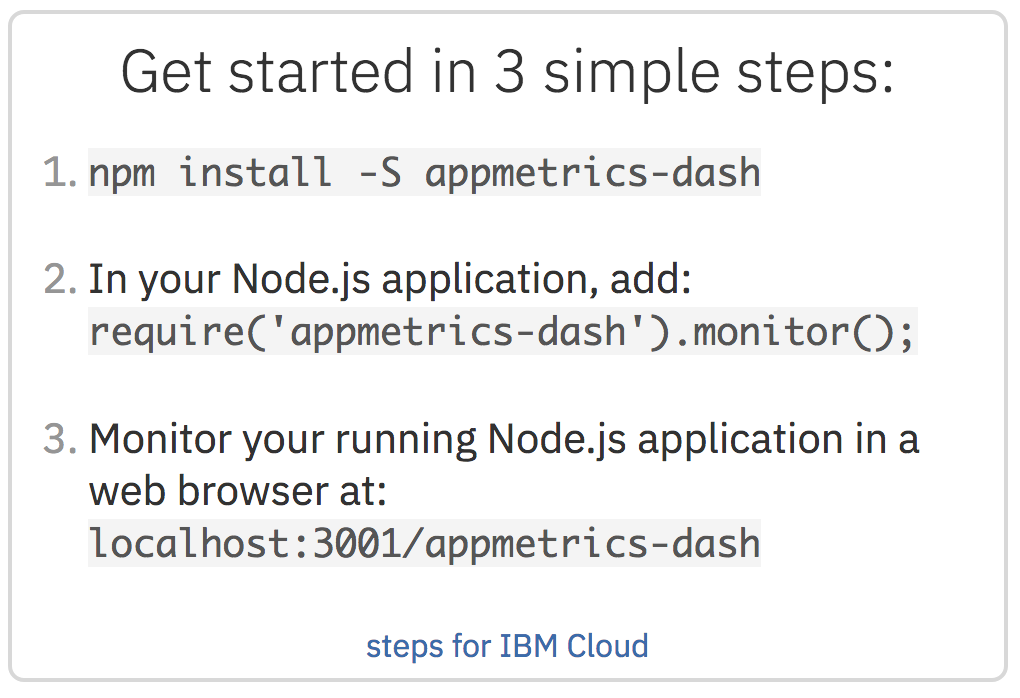 Get started in 3 simple steps:
1. npm install -S appmetrics-dash
2. In your Node.js application, add:
require('appmetrics-dash').monitor();
3. Monitor your running Node.js application in a
web browser at:
localhost:3001/appmetrics-dash
steps for IBM Cloud